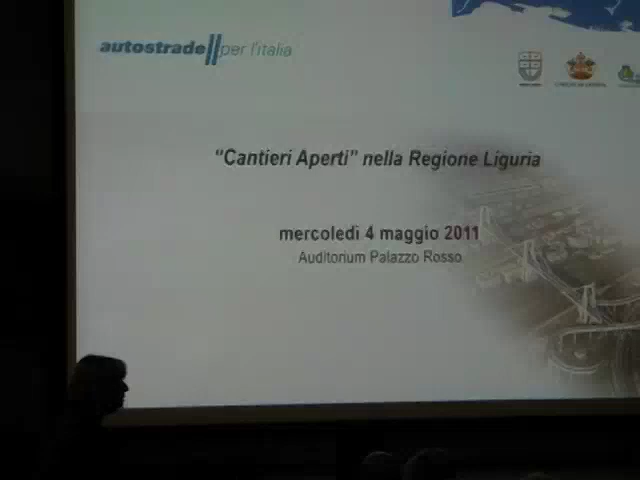 autostrade per l'italia
"Cantieri Aperti" nella Regione Liguria
mercoledì 4 maggio 2011
Auditorium Palazzo Rosso